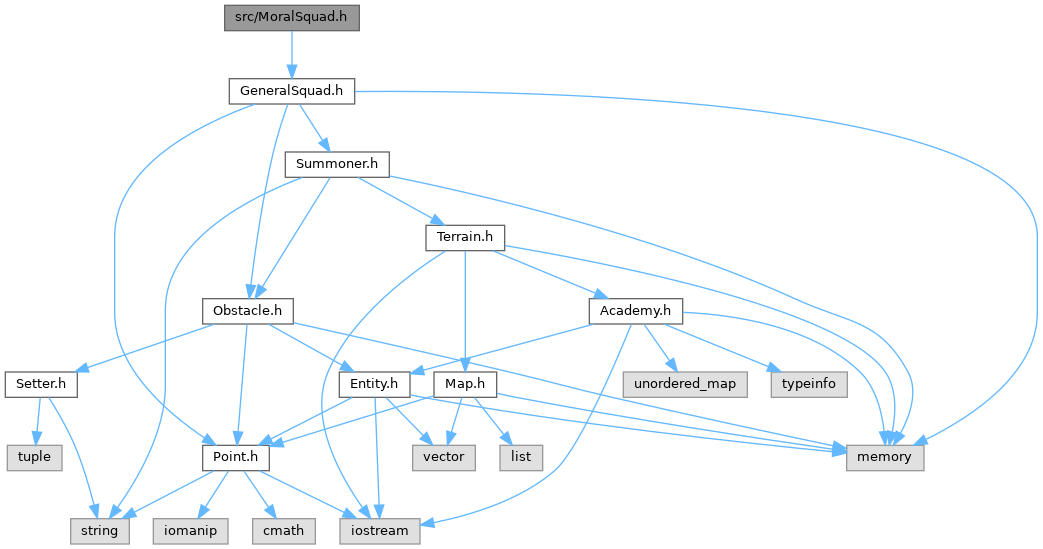 src/MoralSquad.h
GeneralSquad.h
Summoner.h
Terrain.h
Obstacle.h
Academy.h
Setter.h
Entity.h
Map.h
unordered_map
typeinfo
tuple
Point.h
vector
list
memory
string
iomanip
cmath
iostream